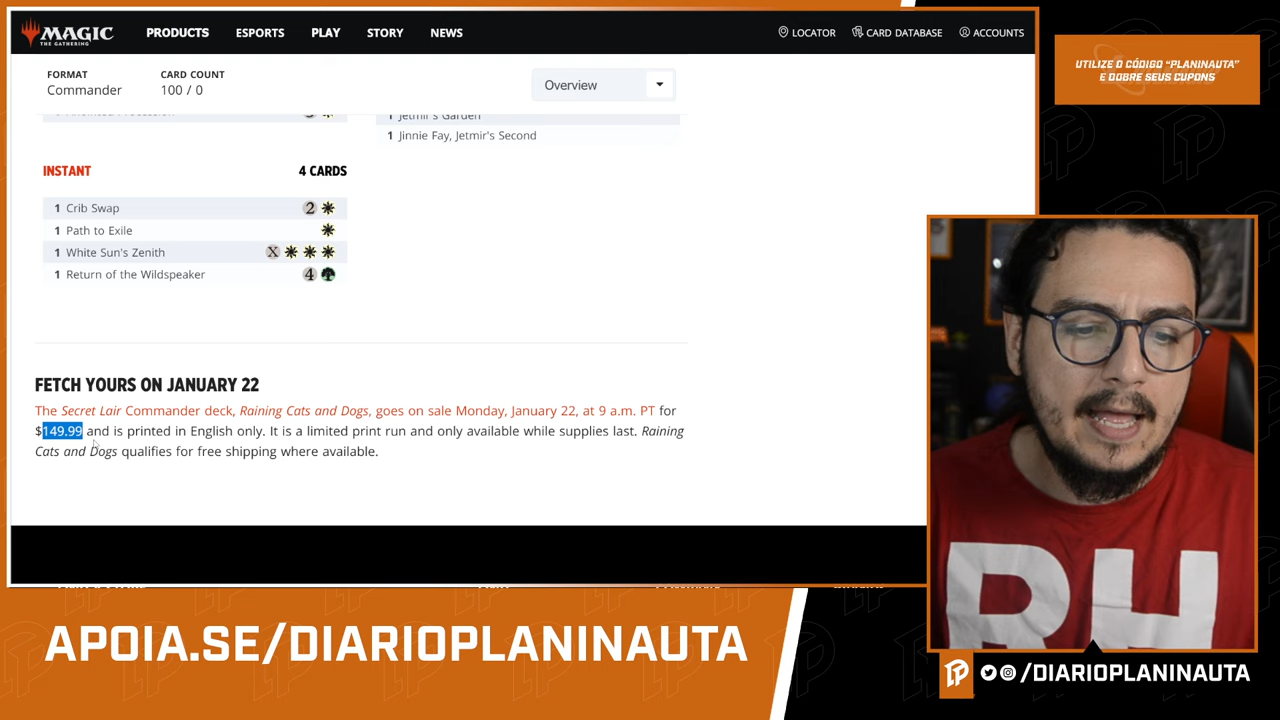 MAGIC
THE GATHERING
PRODUCTS
ESPORTS
PLAY
STORY
NEWS
LOCATOR
CARD DATABASE
ACCOUNTS
FORMAT
Commander
CARD COUNT
100 / 0
Overview
1 Jetmir's Garden
1 Jinnie Fay, Jetmir's Second
INSTANT 4 CARDS
1 Crib Swap 2
1 Path to Exile
1 White Sun's Zenith X
1 Return of the Wildspeaker 4
FETCH YOURS ON JANUARY 22
The Secret Lair Commander deck, Raining Cats and Dogs, goes on sale Monday, January 22, at 9 a.m. PT for
$149.99 and is printed in English only. It is a limited print run and only available while supplies last. Raining
Cats and Dogs qualifies for free shipping where available.
UTILIZE O CÓDIGO "PLANINAUTA"
E DOBRE SEUS CUPONS
RH
APOIA.SE/DIARIOPLANINAUTA
/DIARIOPLANINAUTA